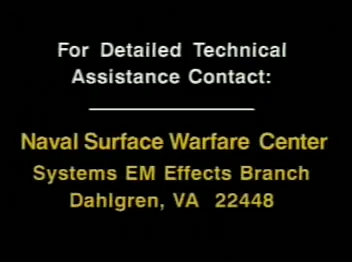 For Detailed Technical
Assistance Contact:
Naval Surface Warfare Center
Systems EM Effects Branch
Dahlgren, VA 22448